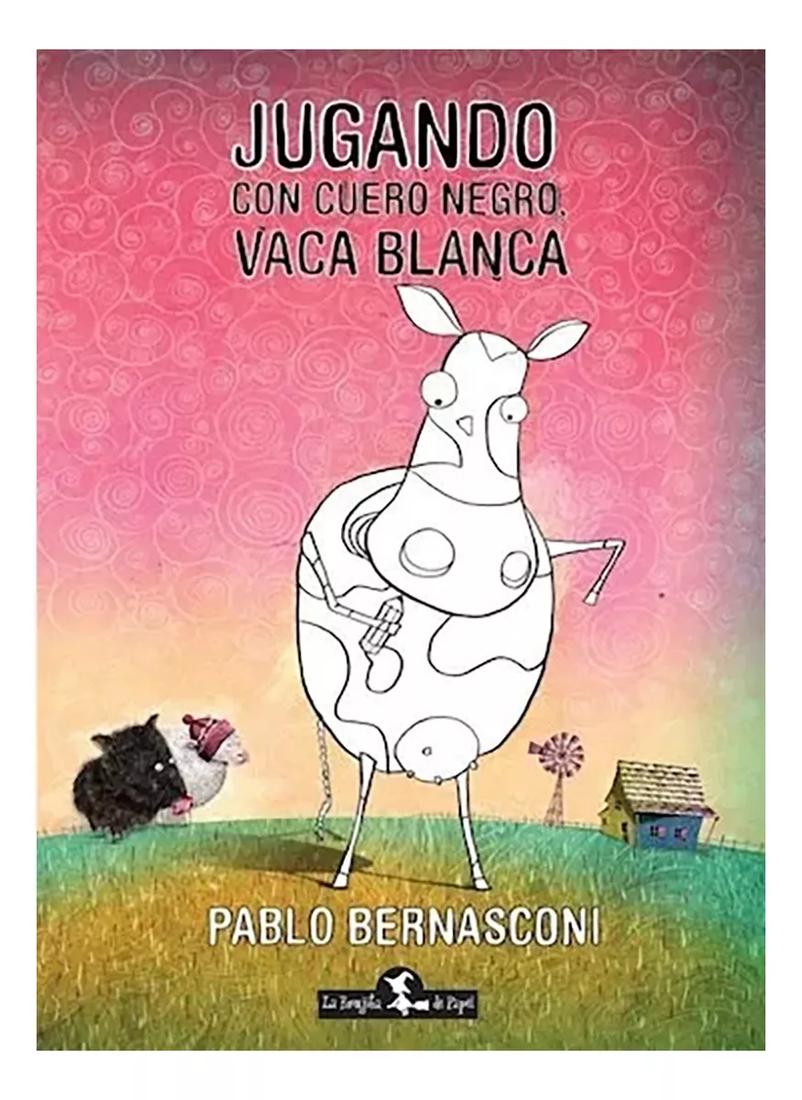 JUGANDO
CON CUERO NEGRO,
VACA BLANCA
PABLO BERNASCONI
La Brujita de Papel